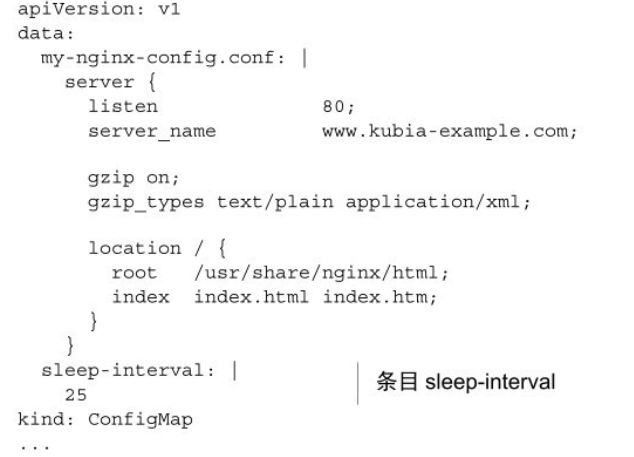 apiVersion: v1
data:
  my-nginx-config.conf: |
    server {
      listen              80;
      server_name         www.kubia-example.com;

      gzip on;
      gzip_types text/plain application/xml;

      location / {
        root   /usr/share/nginx/html;
        index  index.html index.htm;
      }
    }
  sleep-interval: |
条目 sleep-interval
    25
kind: ConfigMap
...